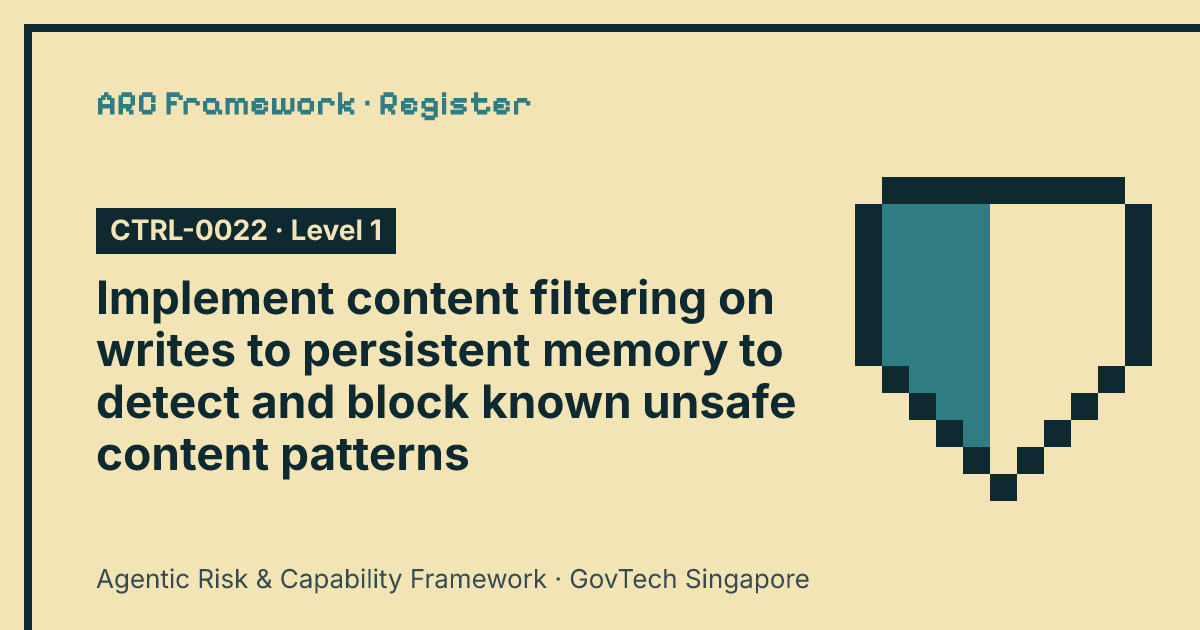 ARC Framework · Register
CTRL-0022 · Level 1
Implement content filtering on
writes to persistent memory to
detect and block known unsafe
content patterns
Agentic Risk & Capability Framework · GovTech Singapore